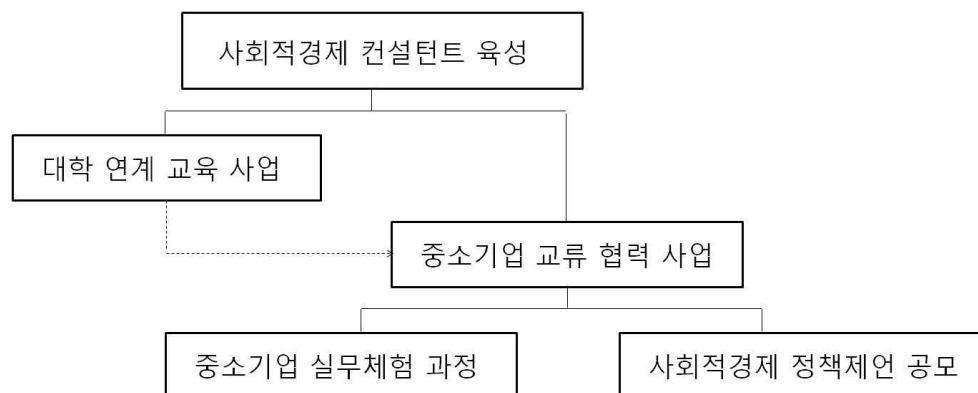 사회적경제 컨설턴트 육성
대학 연계 교육 사업
중소기업 교류 협력 사업
중소기업 실무체험 과정
사회적경제 정책제언 공모